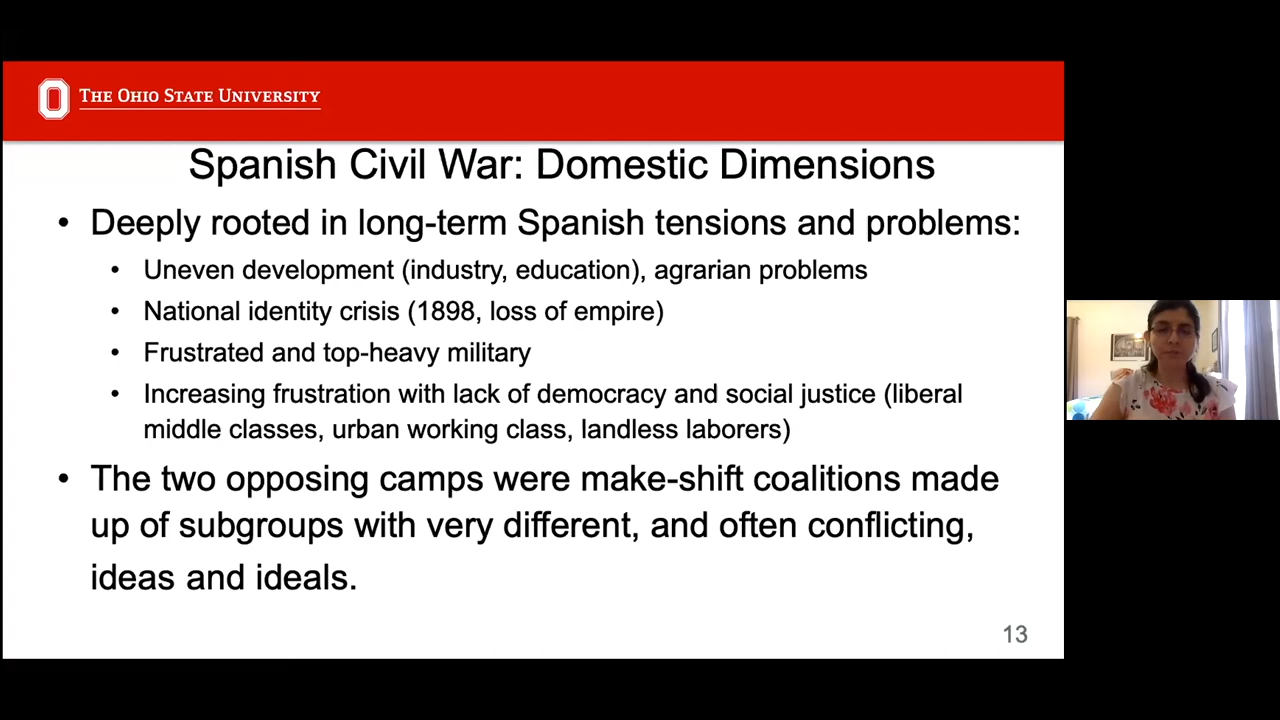 THE OHIO STATE UNIVERSITY
Spanish Civil War: Domestic Dimensions
• Deeply rooted in long-term Spanish tensions and problems:
• Uneven development (industry, education), agrarian problems
• National identity crisis (1898, loss of empire)
• Frustrated and top-heavy military
• Increasing frustration with lack of democracy and social justice (liberal
middle classes, urban working class, landless laborers)
• The two opposing camps were make-shift coalitions made
up of subgroups with very different, and often conflicting,
ideas and ideals.
13